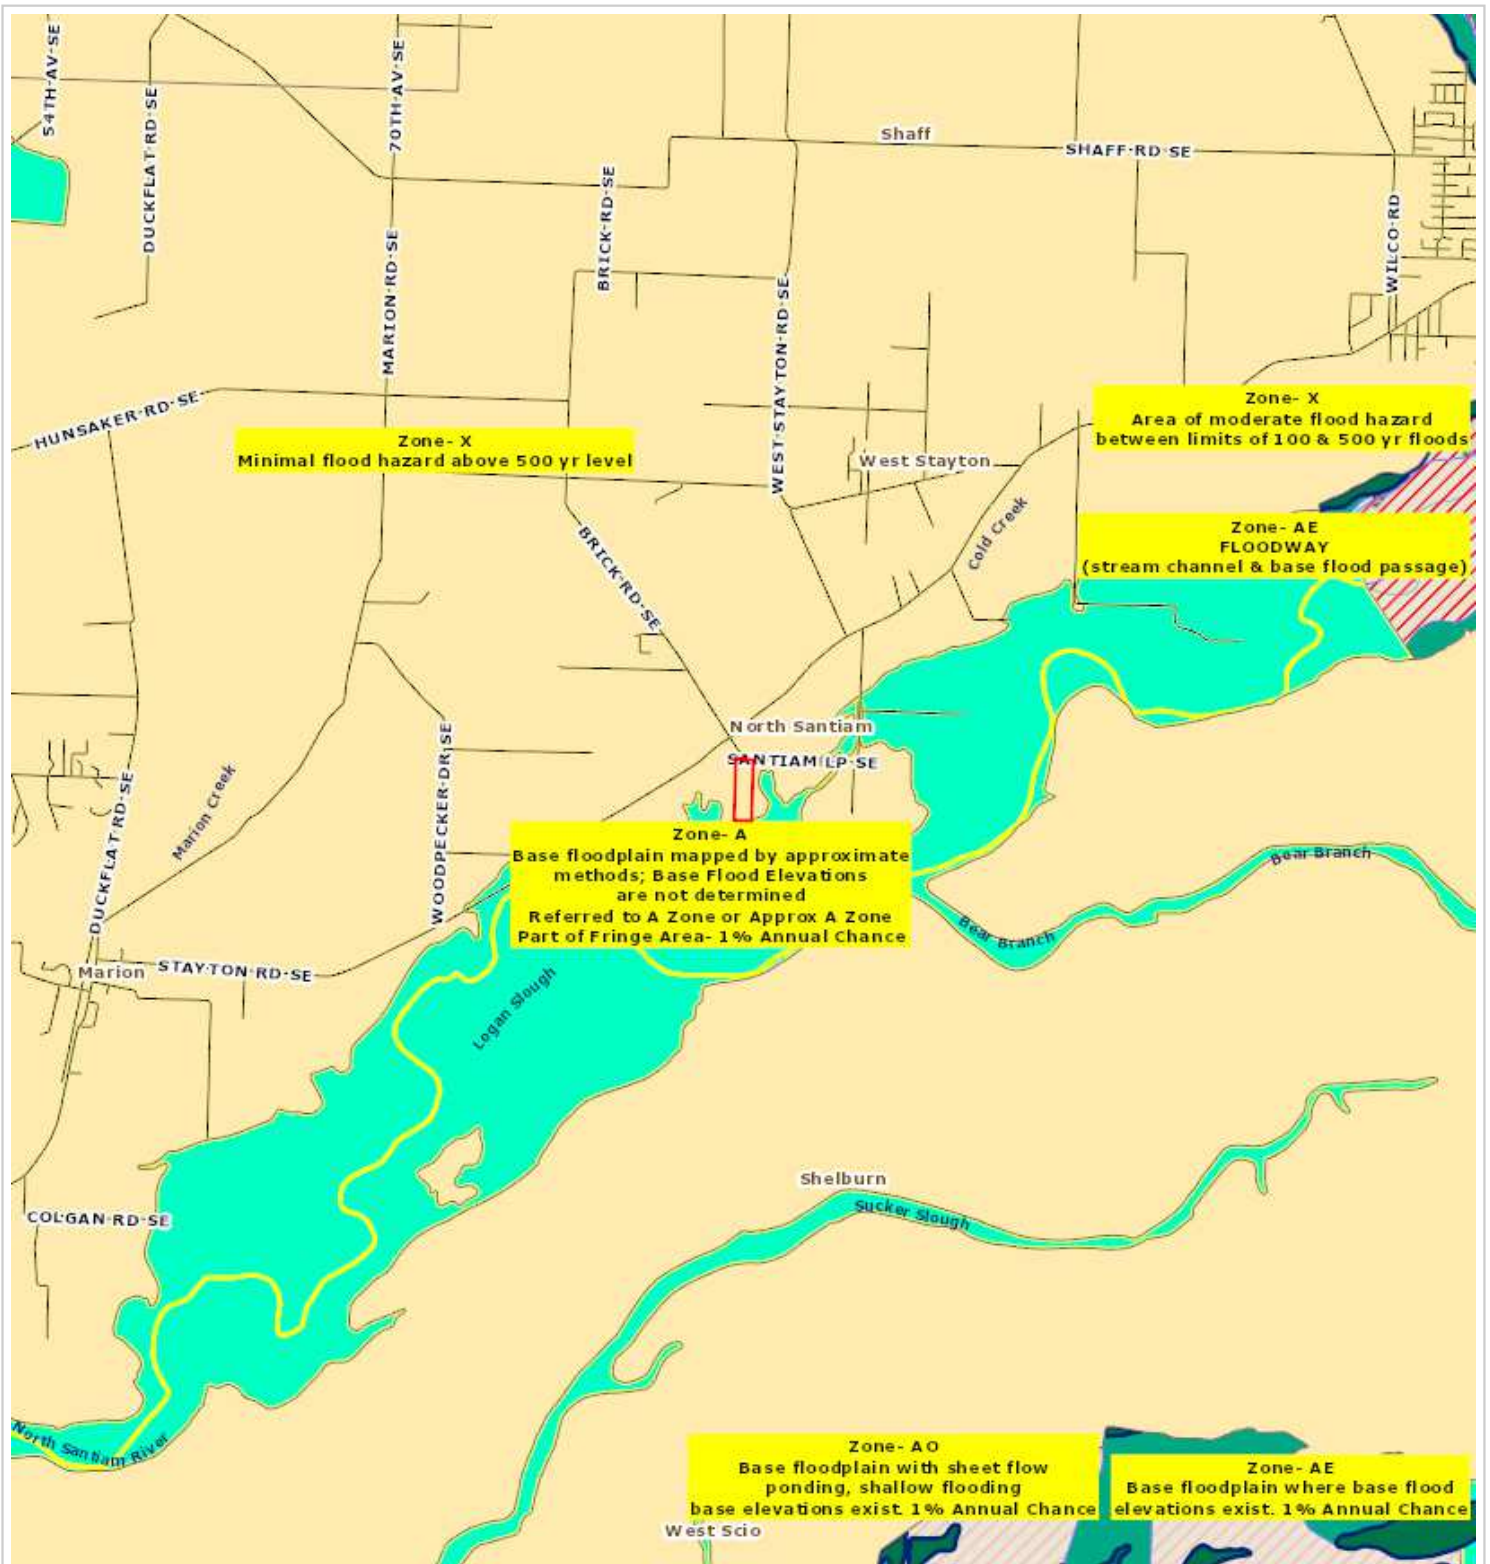 54TH AV SE
DUCKFLAT RD SE
70TH AV SE
Shaff
SHAFF RD SE
BRICK RD SE
WILCO RD
MARION RD SE
WEST STAYTON RD SE
HUNSAKER RD SE
Zone- X
Minimal flood hazard above 500 yr level
Zone- X
Area of moderate flood hazard
between limits of 100 & 500 yr floods
West Stayton
Cold Creek
Zone- AE
FLOODWAY
(stream channel & base flood passage)
BRICK RD SE
North Santiam
SANTIAM LP SE
WOODPECKER DR SE
Marion Creek
DUCKFLAT RD SE
Zone- A
Base floodplain mapped by approximate
methods; Base Flood Elevations
are not determined
Referred to A Zone or Approx A Zone
Part of Fringe Area- 1% Annual Chance
Bear Branch
Bear Branch
Marion
STAYTON RD SE
Logan Slough
Shelburn
Sucker Slough
COLGAN RD SE
North Santiam River
Zone- AO
Base floodplain with sheet flow
ponding, shallow flooding
base elevations exist. 1% Annual Chance
Zone- AE
Base floodplain where base flood
elevations exist. 1% Annual Chance
West Scio